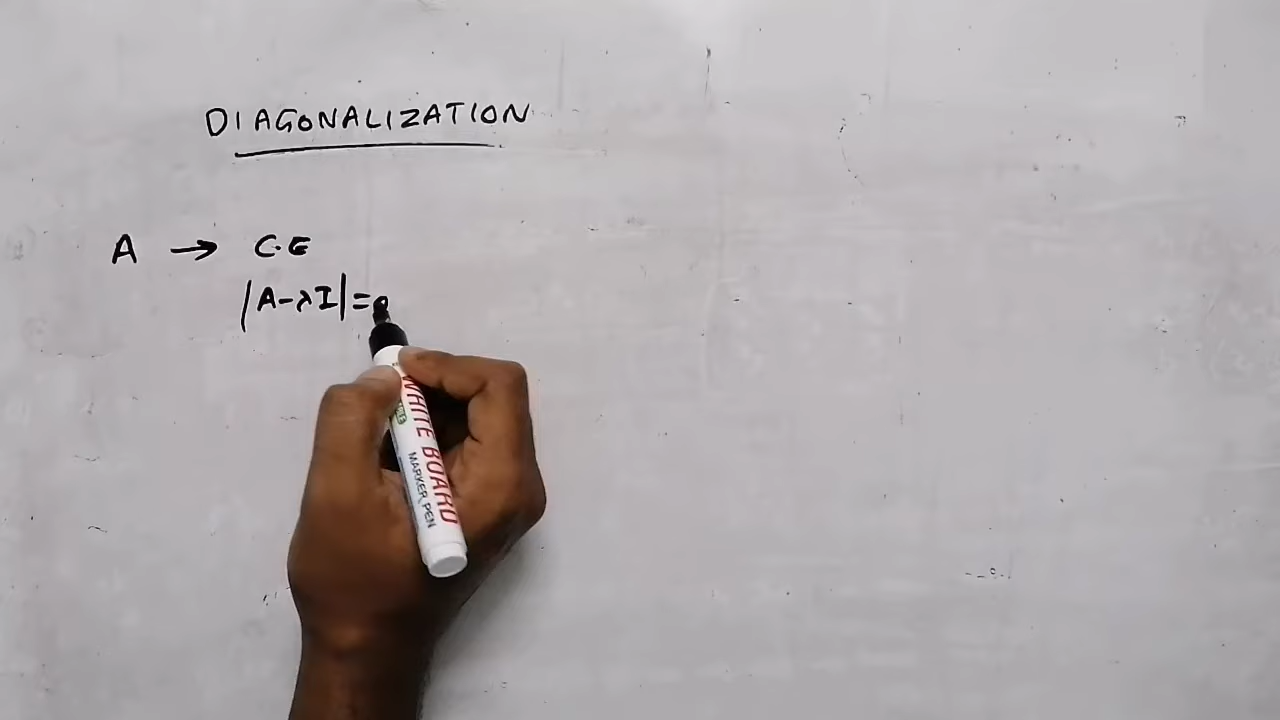 DIAGONALIZATION
A → C.E
|A-λI|=0
WHITE BOARD
MARKER PEN